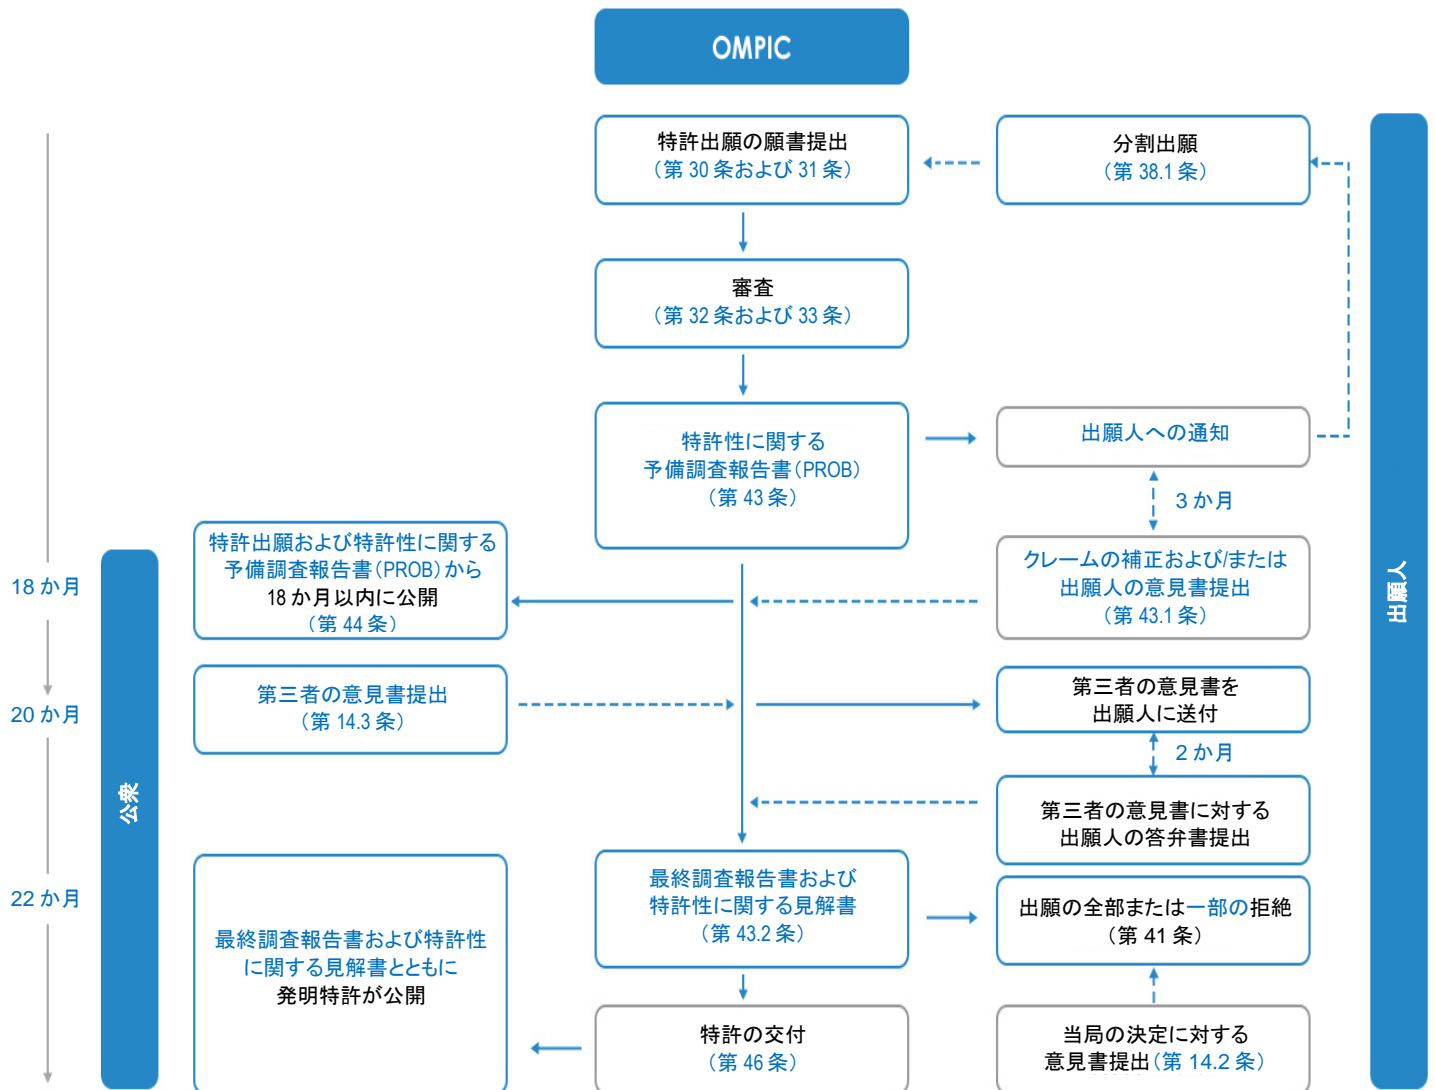 OMPIC
特許出願の願書提出
（第 30 条および 31 条）
分割出願
（第 38.1 条）
審査
（第 32 条および 33 条）
特許性に関する
予備調査報告書（PROB）
（第 43 条）
出願人への通知
3 か月
特許出願および特許性に関する
予備調査報告書（PROB）から
18 か月以内に公開
（第 44 条）
クレームの補正および/または
出願人の意見書提出
（第 43.1 条）
18 か月
出願人
第三者の意見書提出
（第 14.3 条）
第三者の意見書を
出願人に送付
20 か月
2 か月
公衆
第三者の意見書に対する
出願人の答弁書提出
22 か月
最終調査報告書および
特許性に関する見解書
（第 43.2 条）
出願の全部または一部の拒絶
（第 41 条）
最終調査報告書および特許性
に関する見解書とともに
発明特許が公開
特許の交付
（第 46 条）
当局の決定に対する
意見書提出（第 14.2 条）